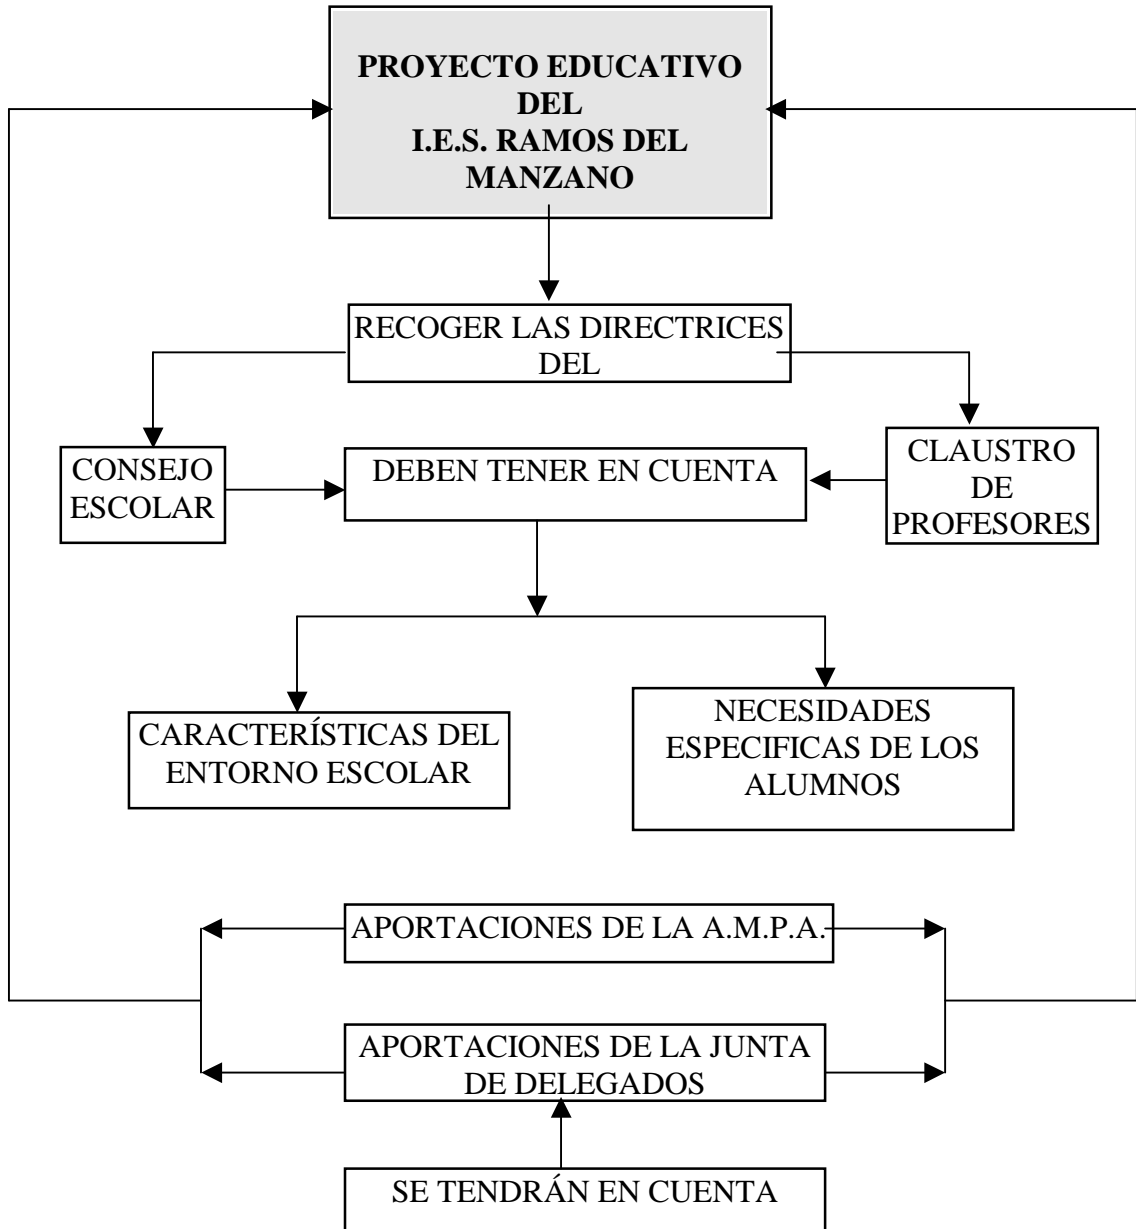 PROYECTO EDUCATIVO
DEL
I.E.S. RAMOS DEL
MANZANO
RECOGER LAS DIRECTRICES
DEL
CONSEJO
ESCOLAR
DEBEN TENER EN CUENTA
CLAUSTRO
DE
PROFESORES
CARACTERÍSTICAS DEL
ENTORNO ESCOLAR
NECESIDADES
ESPECIFICAS DE LOS
ALUMNOS
APORTACIONES DE LA A.M.P.A.
APORTACIONES DE LA JUNTA
DE DELEGADOS
SE TENDRÁN EN CUENTA